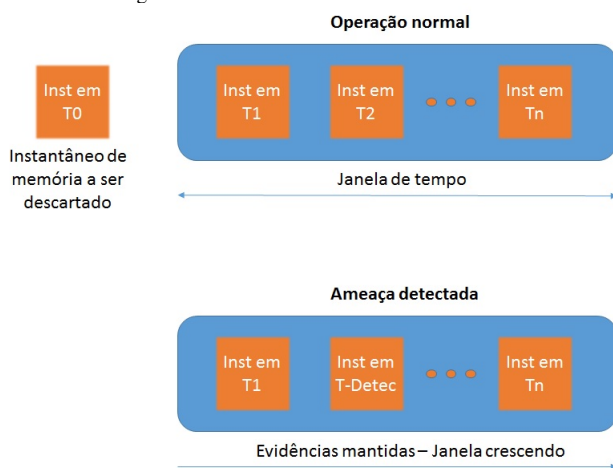 Operação normal
Inst em
T0
Inst em
T1
Inst em
T2
Inst em
Tn
Instantâneo de
memória a ser
descartado
Janela de tempo
Ameaça detectada
Inst em
T1
Inst em
T-Detec
Inst em
Tn
Evidências mantidas – Janela crescendo